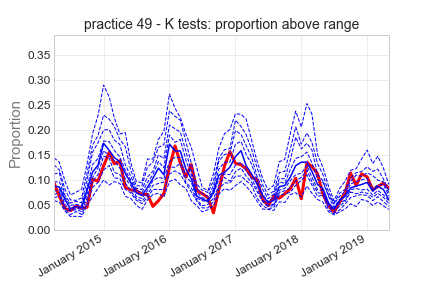 practice 49 - K tests: proportion above range
Proportion
0.35
0.30
0.25
0.20
0.15
0.10
0.05
0.00
January 2015
January 2016
January 2017
January 2018
January 2019